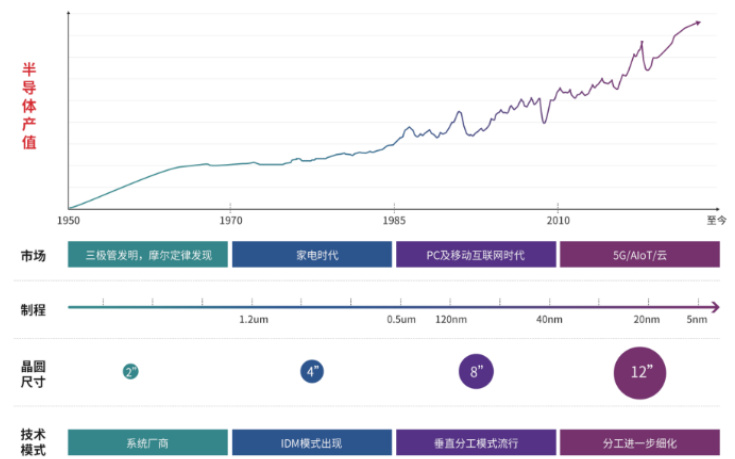 半导体产值
1950 1970 1985 2010 至今
市场 三极管发明，摩尔定律发现 家电时代 PC及移动互联网时代 5G/AIoT/云
制程
1.2um 0.5um 120nm 40nm 20nm 5nm
晶圆
尺寸
2” 4” 8” 12”
技术
模式
系统厂商 IDM模式出现 垂直分工模式流行 分工进一步细化